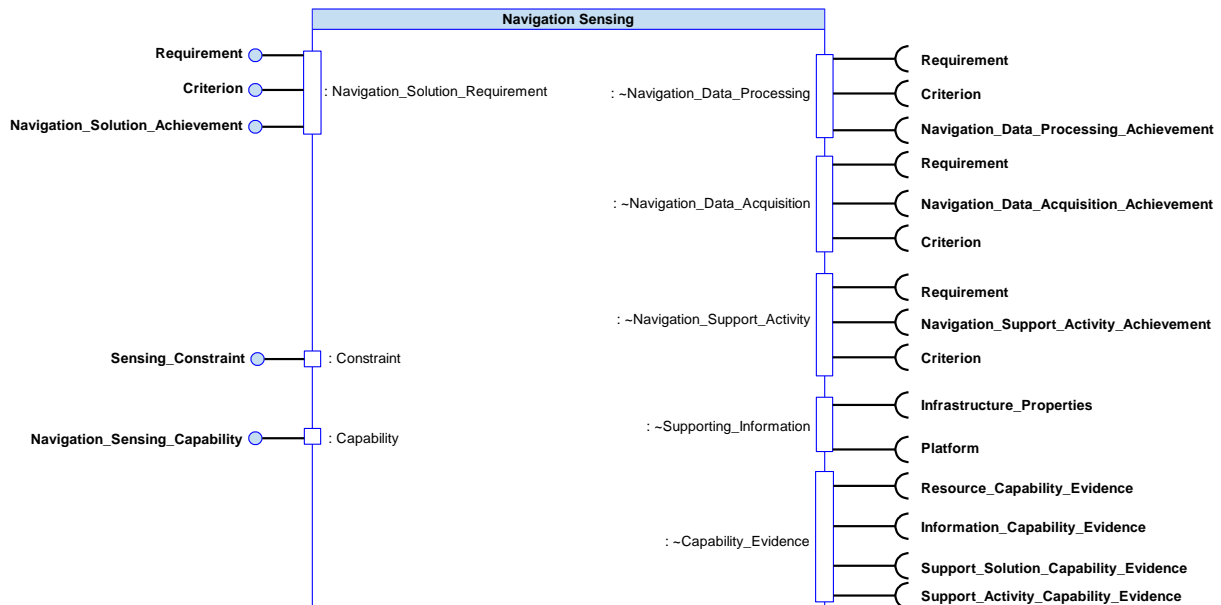 Navigation Sensing
Requirement
Criterion
Navigation_Solution_Achievement
: Navigation_Solution_Requirement
Sensing_Constraint
: Constraint
Navigation_Sensing_Capability
: Capability
: ~Navigation_Data_Processing
Requirement
Criterion
Navigation_Data_Processing_Achievement
: ~Navigation_Data_Acquisition
Requirement
Navigation_Data_Acquisition_Achievement
Criterion
: ~Navigation_Support_Activity
Requirement
Navigation_Support_Activity_Achievement
Criterion
: ~Supporting_Information
Infrastructure_Properties
Platform
: ~Capability_Evidence
Resource_Capability_Evidence
Information_Capability_Evidence
Support_Solution_Capability_Evidence
Support_Activity_Capability_Evidence